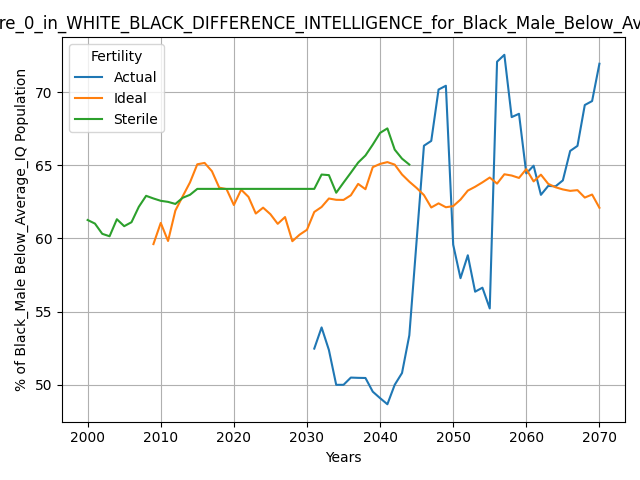 re_0_in_WHITE_BLACK_DIFFERENCE_INTELLIGENCE_for_Black_Male_Below_Av
Fertility
Actual
Ideal
Sterile
% of Black_Male Below_Average_IQ Population
70
65
60
55
50
2000 2010 2020 2030 2040 2050 2060 2070
Years